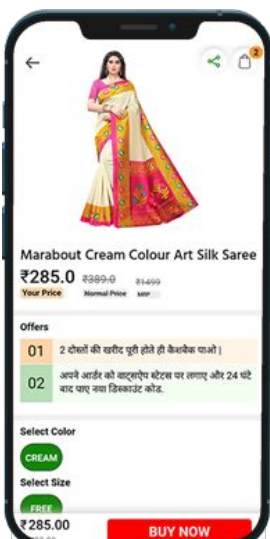 2
Marabout Cream Colour Art Silk Saree
₹285.0 ₹389.0 ₹1499
Your Price Normal Price MRP
Offers
01 2 दोस्तों की खरीद पूरी होते ही कैशबैक पाओ |
02 अपने आर्डर को वाट्सऐप स्टेटस पर लगाए और 24 घंटे
बाद पाए नया डिस्काउंट कोड.
Select Color
CREAM
Select Size
FREE
₹285.00 BUY NOW